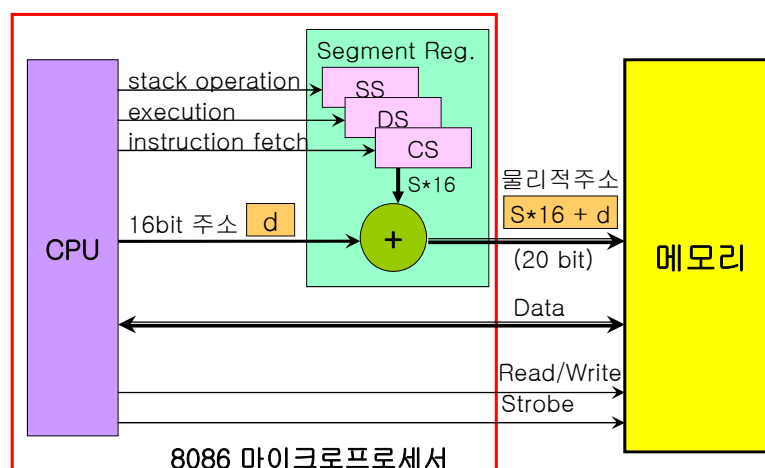 Segment Reg.
stack operation
SS
execution
DS
instruction fetch
CS
S*16
물리적주소
16bit 주소
d
S*16 + d
CPU
+
(20 bit)
메모리
Data
Read/Write
Strobe
8086 마이크로프로세서